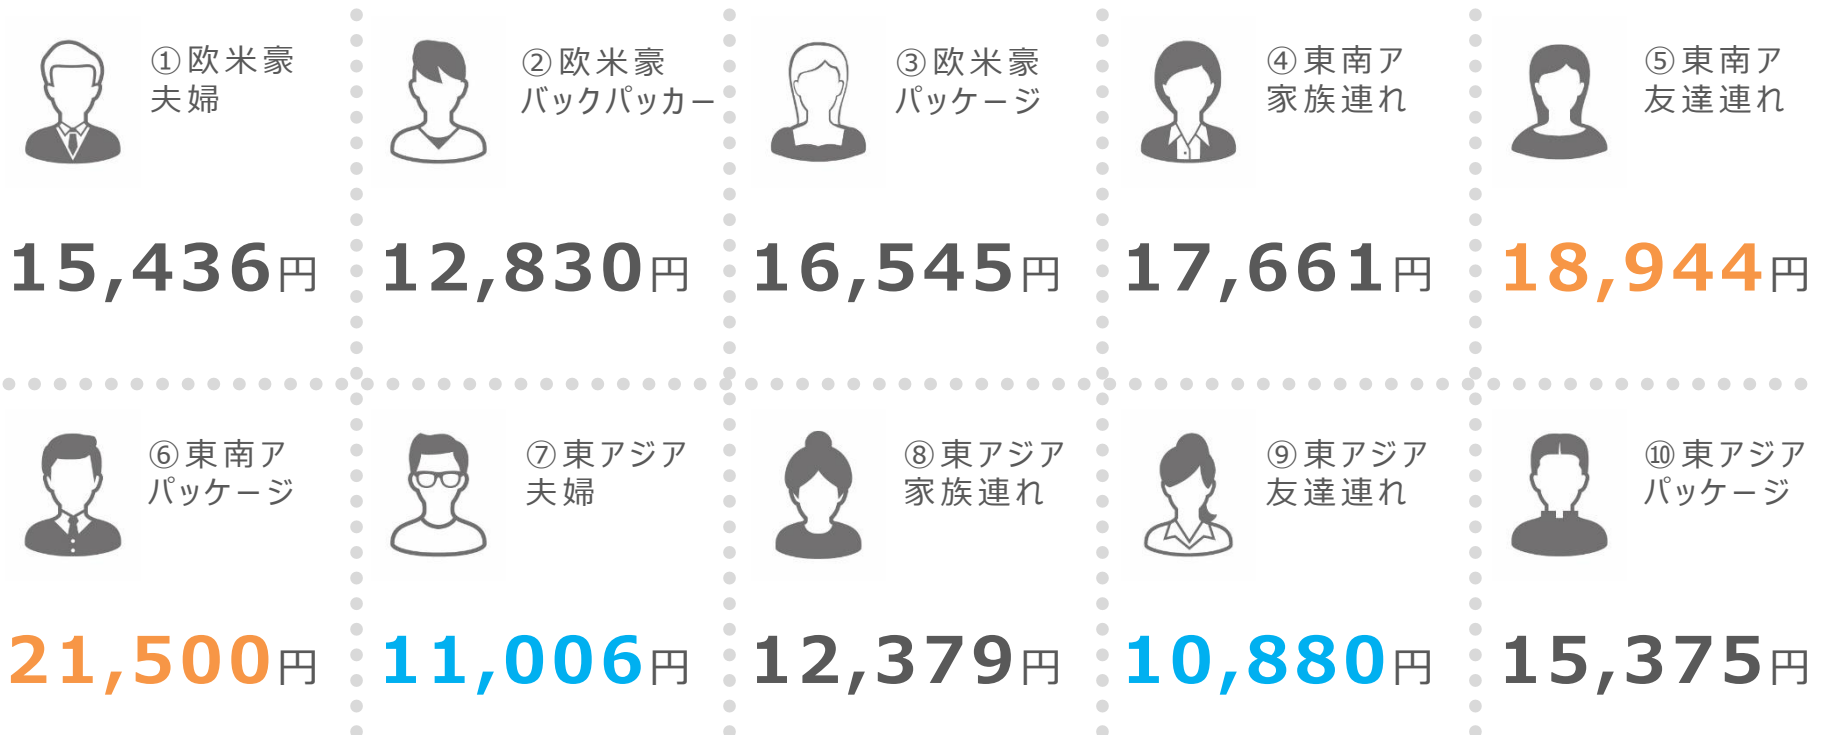 ①欧米豪
夫婦
15,436円
②欧米豪
バックパッカー
12,830円
③欧米豪
パッケージ
16,545円
④東南ア
家族連れ
17,661円
⑤東南ア
友達連れ
18,944円
⑥東南ア
パッケージ
21,500円
⑦東アジア
夫婦
11,006円
⑧東アジア
家族連れ
12,379円
⑨東アジア
友達連れ
10,880円
⑩東アジア
パッケージ
15,375円